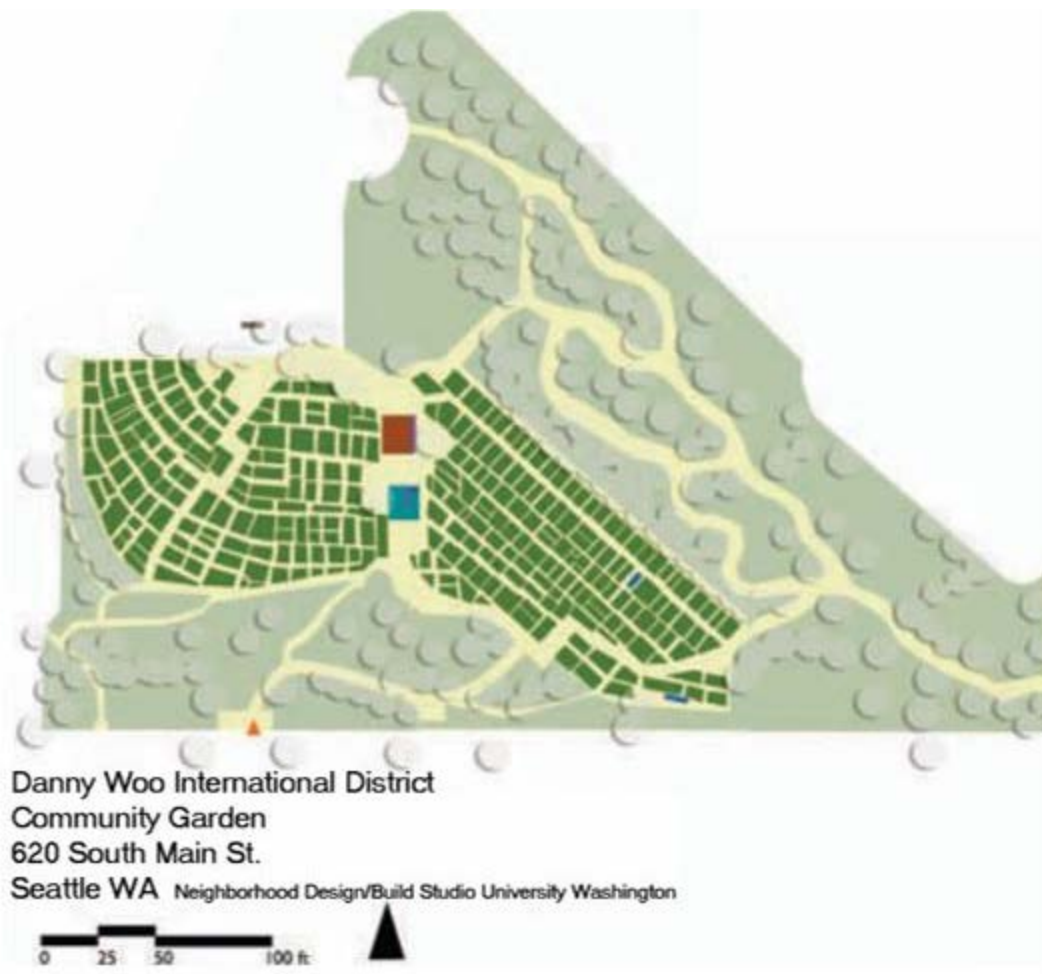 Danny Woo International District
Community Garden
620 South Main St.
Seattle WA Neighborhood Design/Build Studio University Washington
0 25 50 100 ft